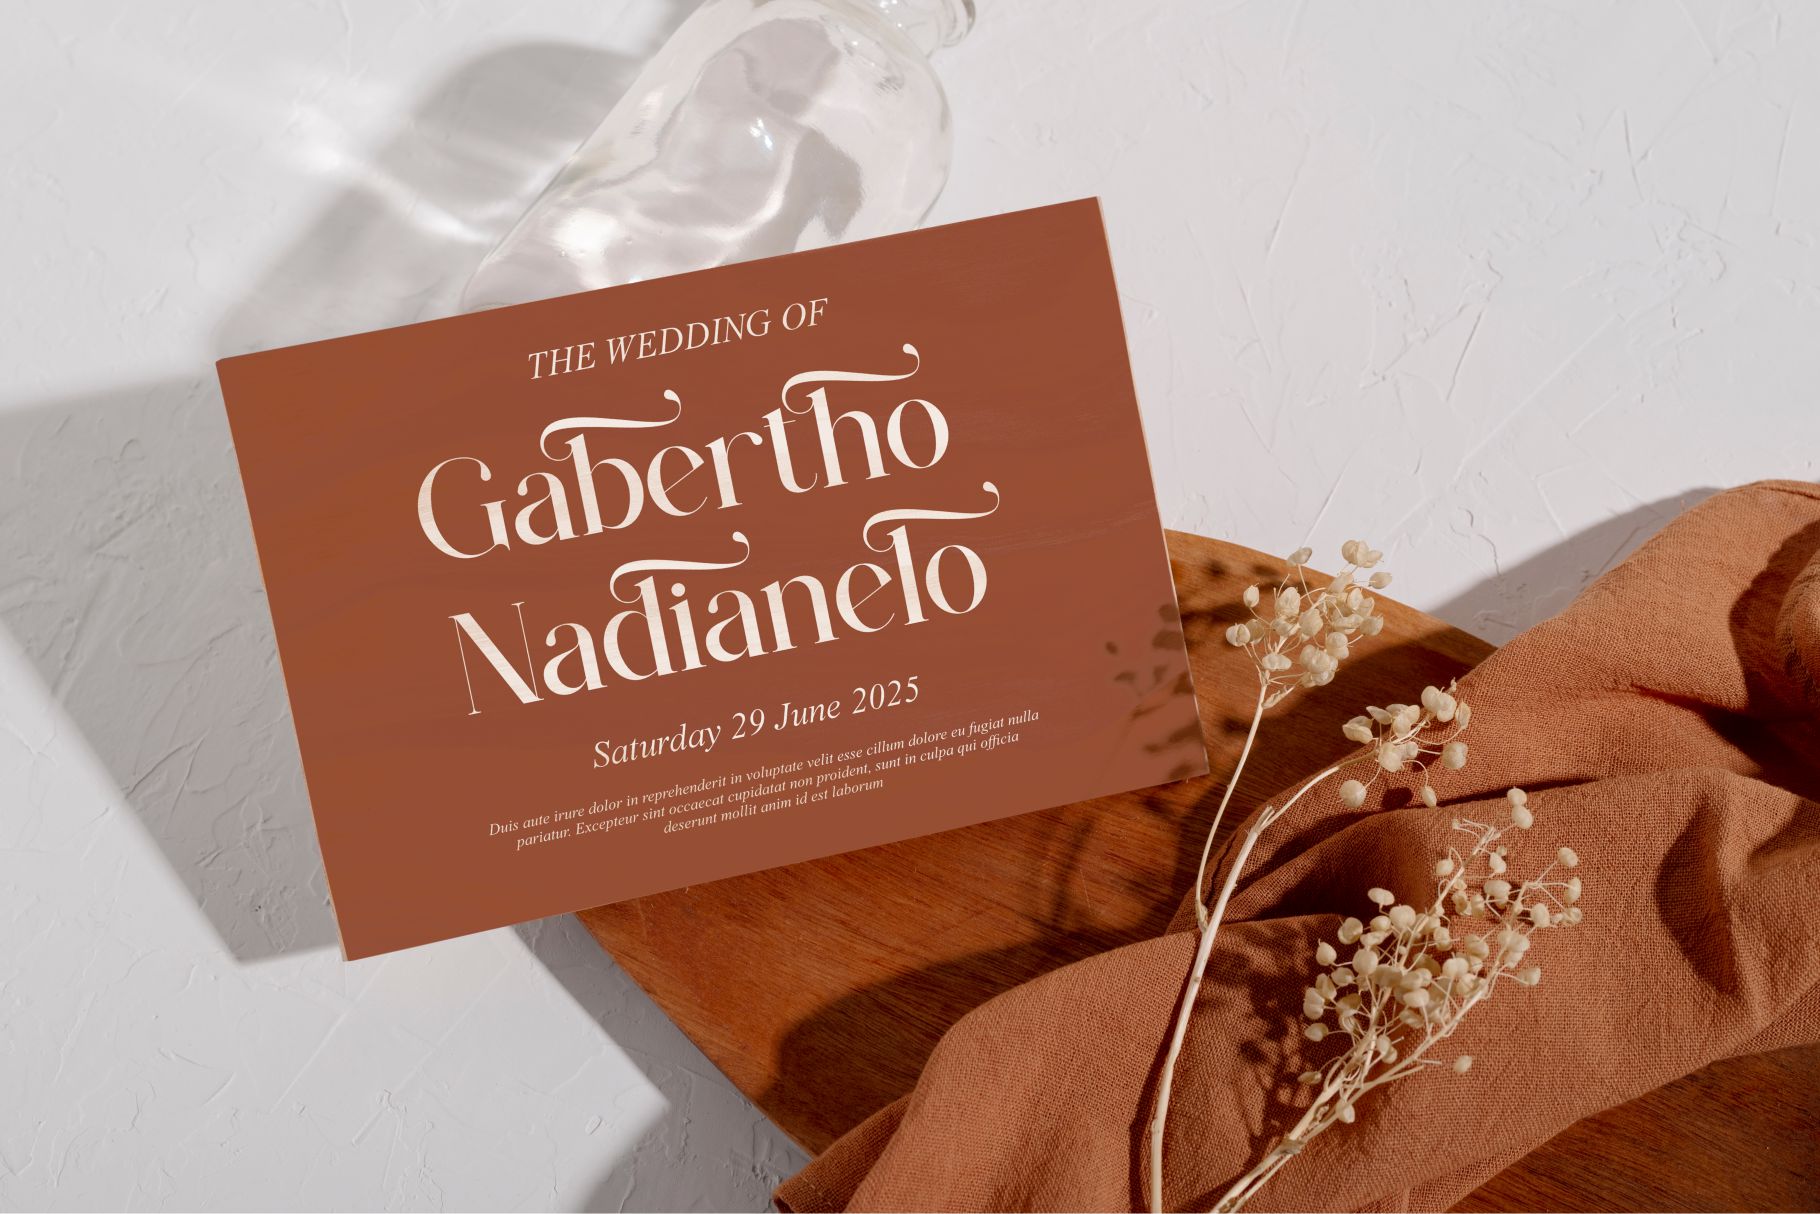 THE WEDDING OF
Gabertho
Nadianelo
Saturday 29 June 2025
Duis aute irure dolor in reprehenderit in voluptate velit esse cillum dolore eu fugiat nulla
pariatur. Excepteur sint occaecat cupidatat non proident, sunt in culpa qui officia
deserunt mollit anim id est laborum